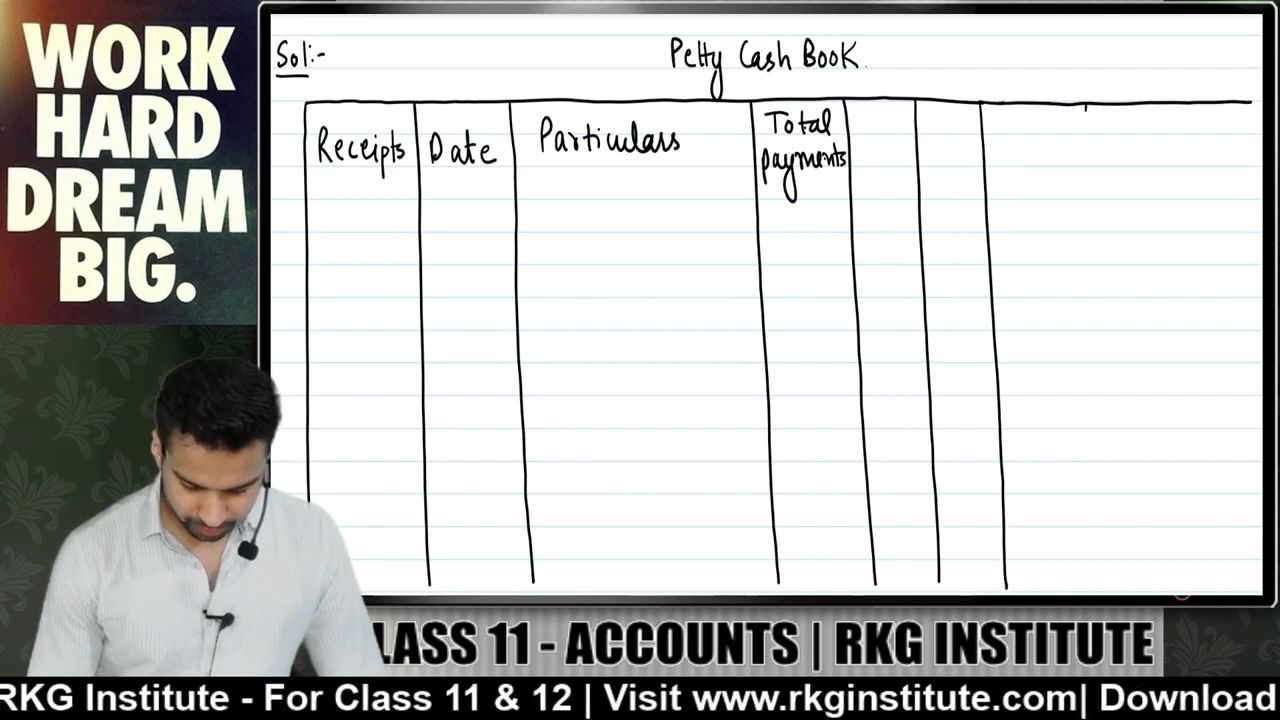 WORK
HARD
DREAM
BIG.
Sol:-
Petty Cash Book.
Receipts
Date
Particulars
Total
payments
LASS 11 - ACCOUNTS | RKG INSTITUTE
RKG Institute - For Class 11 & 12 | Visit www.rkginstitute.com| Download